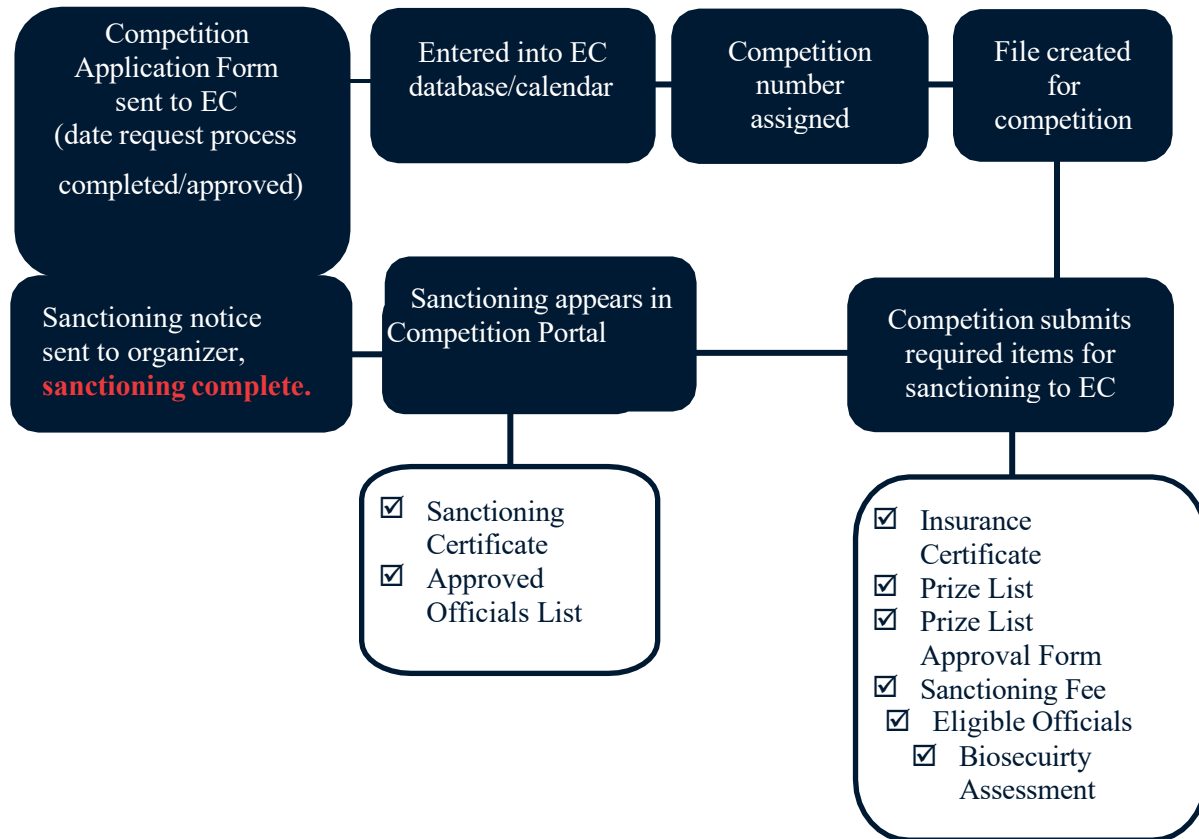 Competition
Application Form
sent to EC
(date request process
completed/approved)
Entered into EC
database/calendar
Competition
number
assigned
File created
for
competition
Competition submits
required items for
sanctioning to EC
☑ Insurance
Certificate
☑ Prize List
☑ Prize List
Approval Form
☑ Sanctioning Fee
☑ Eligible Officials
☑ Biosecuirty
Assessment
Sanctioning appears in
Competition Portal
☑ Sanctioning
Certificate
☑ Approved
Officials List
Sanctioning notice
sent to organizer,
sanctioning complete.